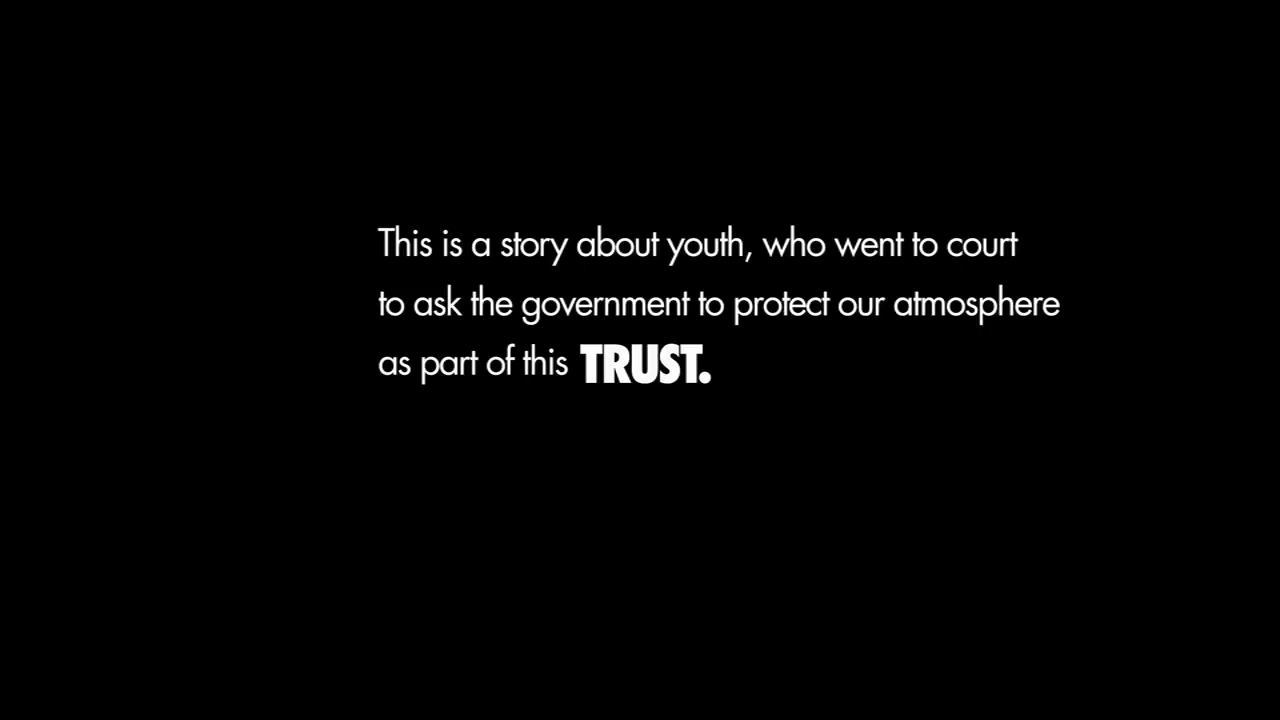 This is a story about youth, who went to court
to ask the government to protect our atmosphere
as part of this TRUST.